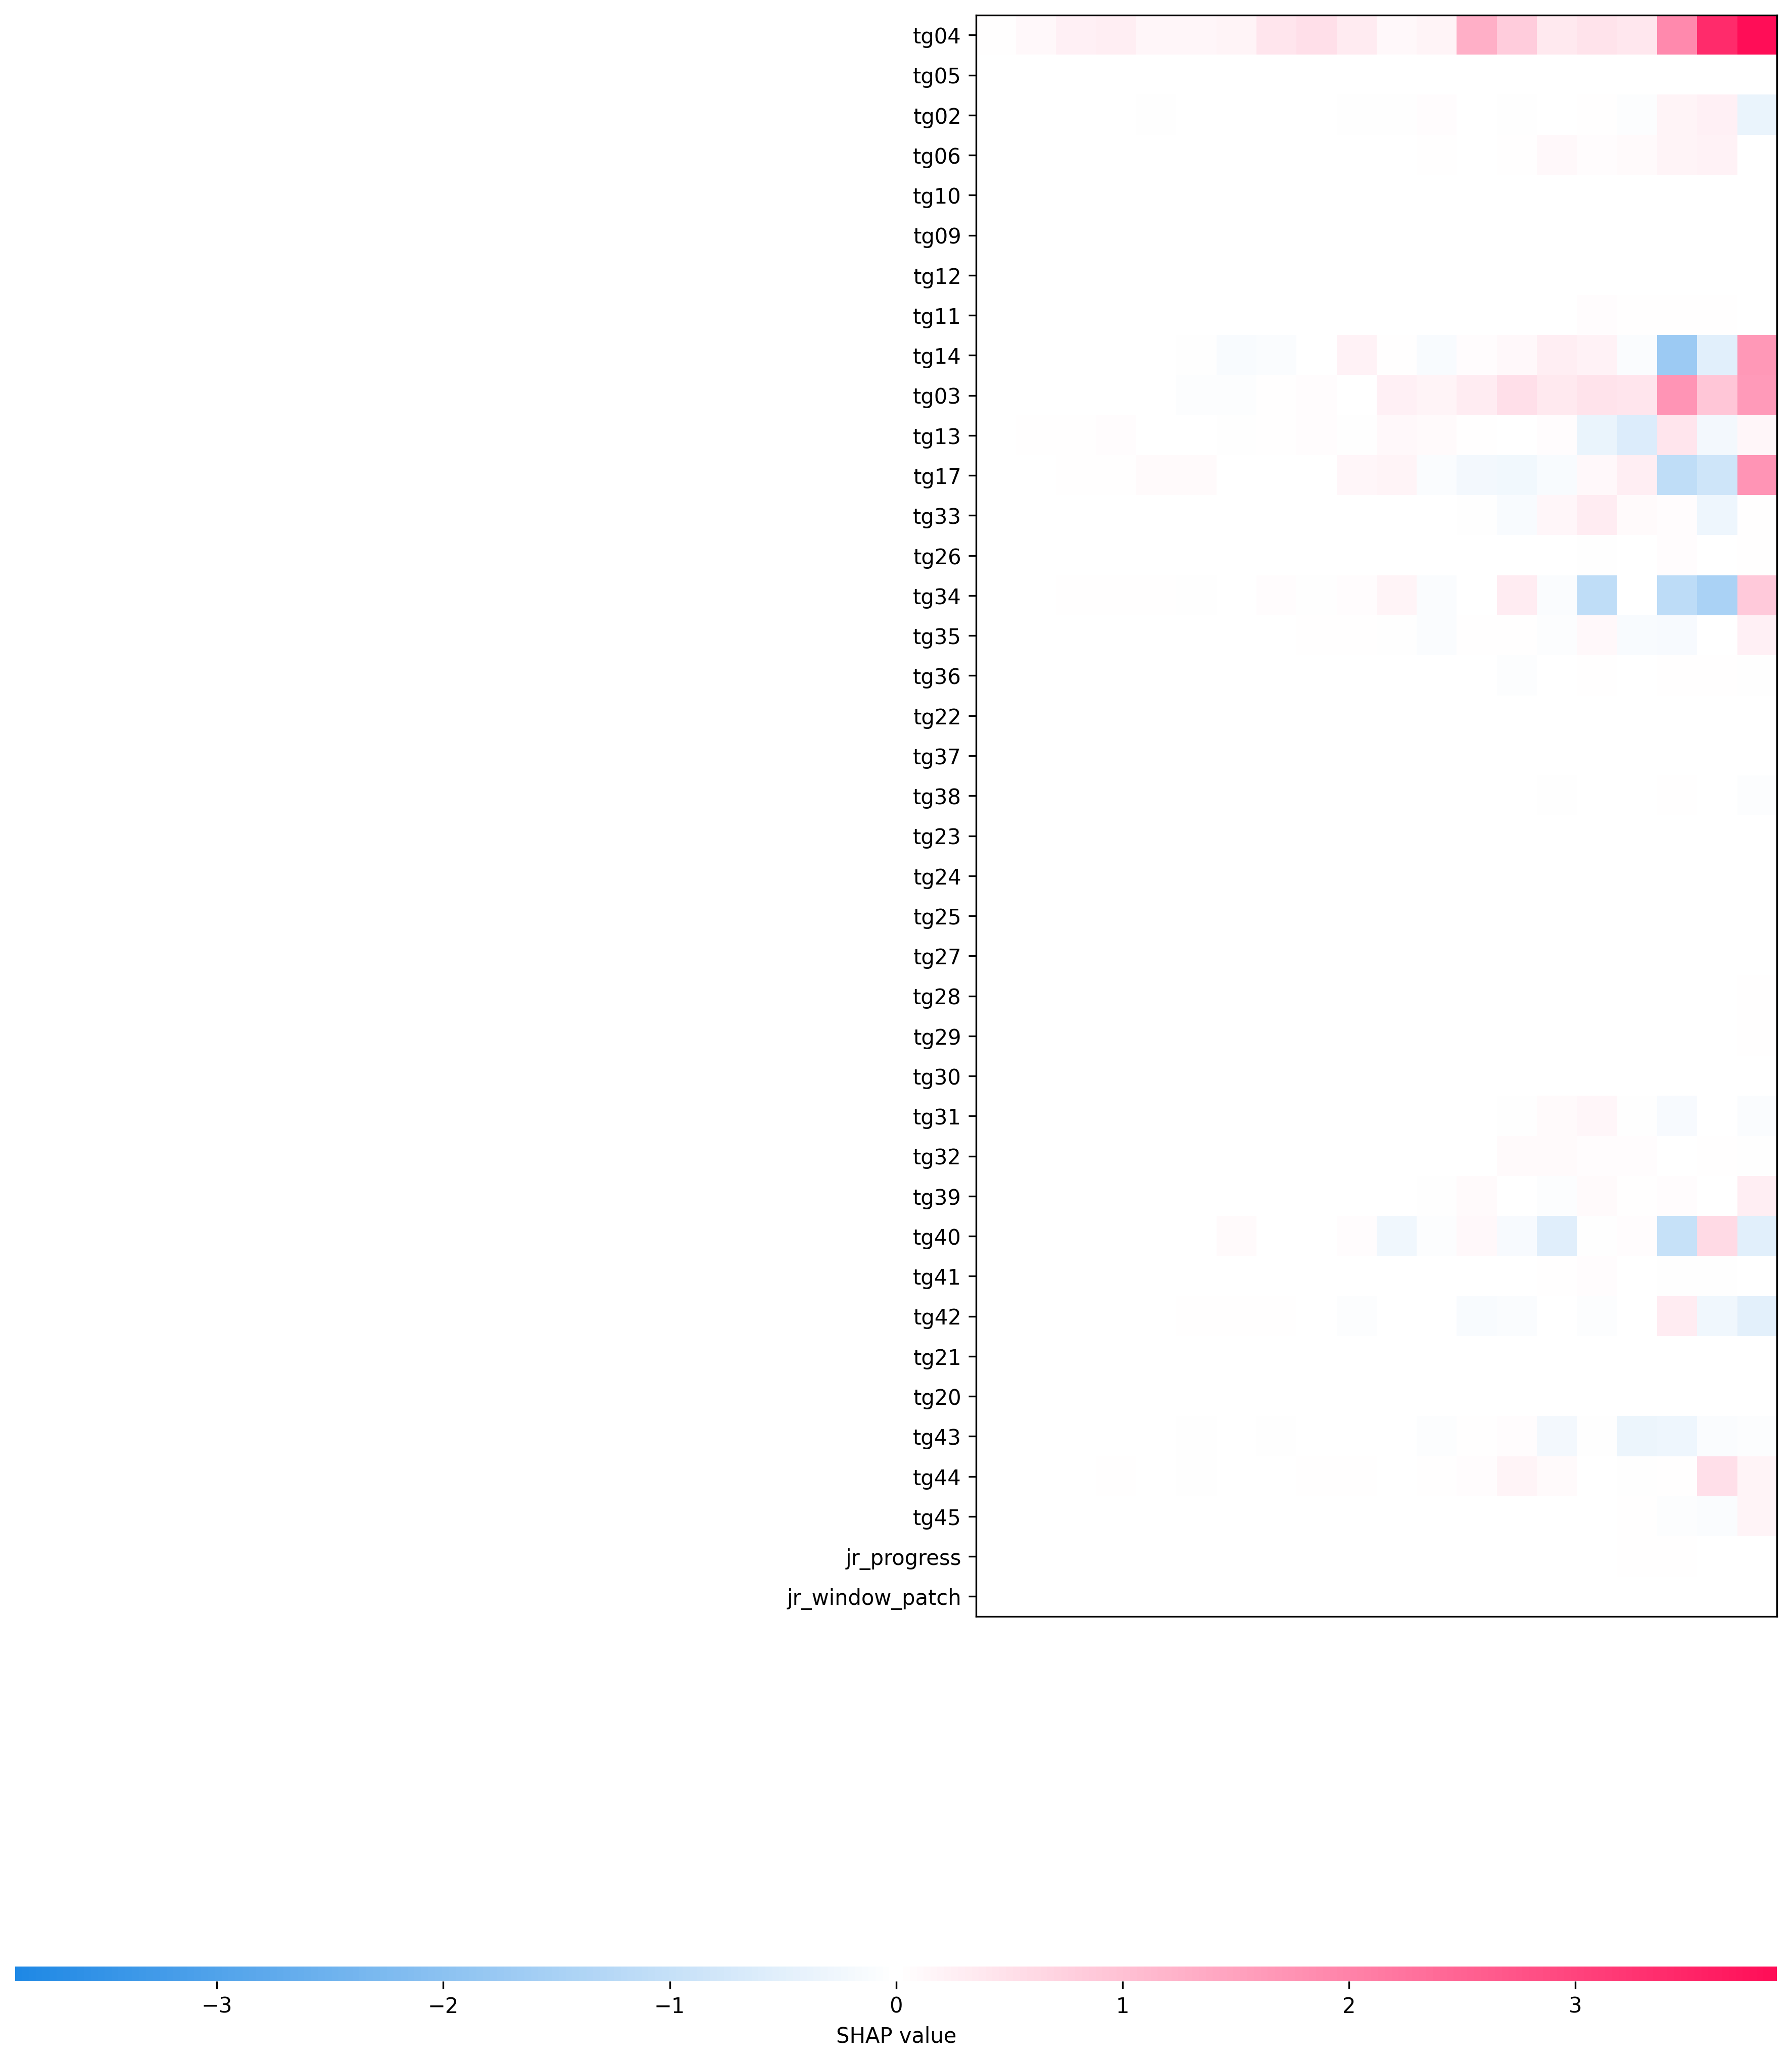 tg04
tg05
tg02
tg06
tg10
tg09
tg12
tg11
tg14
tg03
tg13
tg17
tg33
tg26
tg34
tg35
tg36
tg22
tg37
tg38
tg23
tg24
tg25
tg27
tg28
tg29
tg30
tg31
tg32
tg39
tg40
tg41
tg42
tg21
tg20
tg43
tg44
tg45
jr_progress
jr_window_patch
−3 −2 −1 0 1 2 3
SHAP value